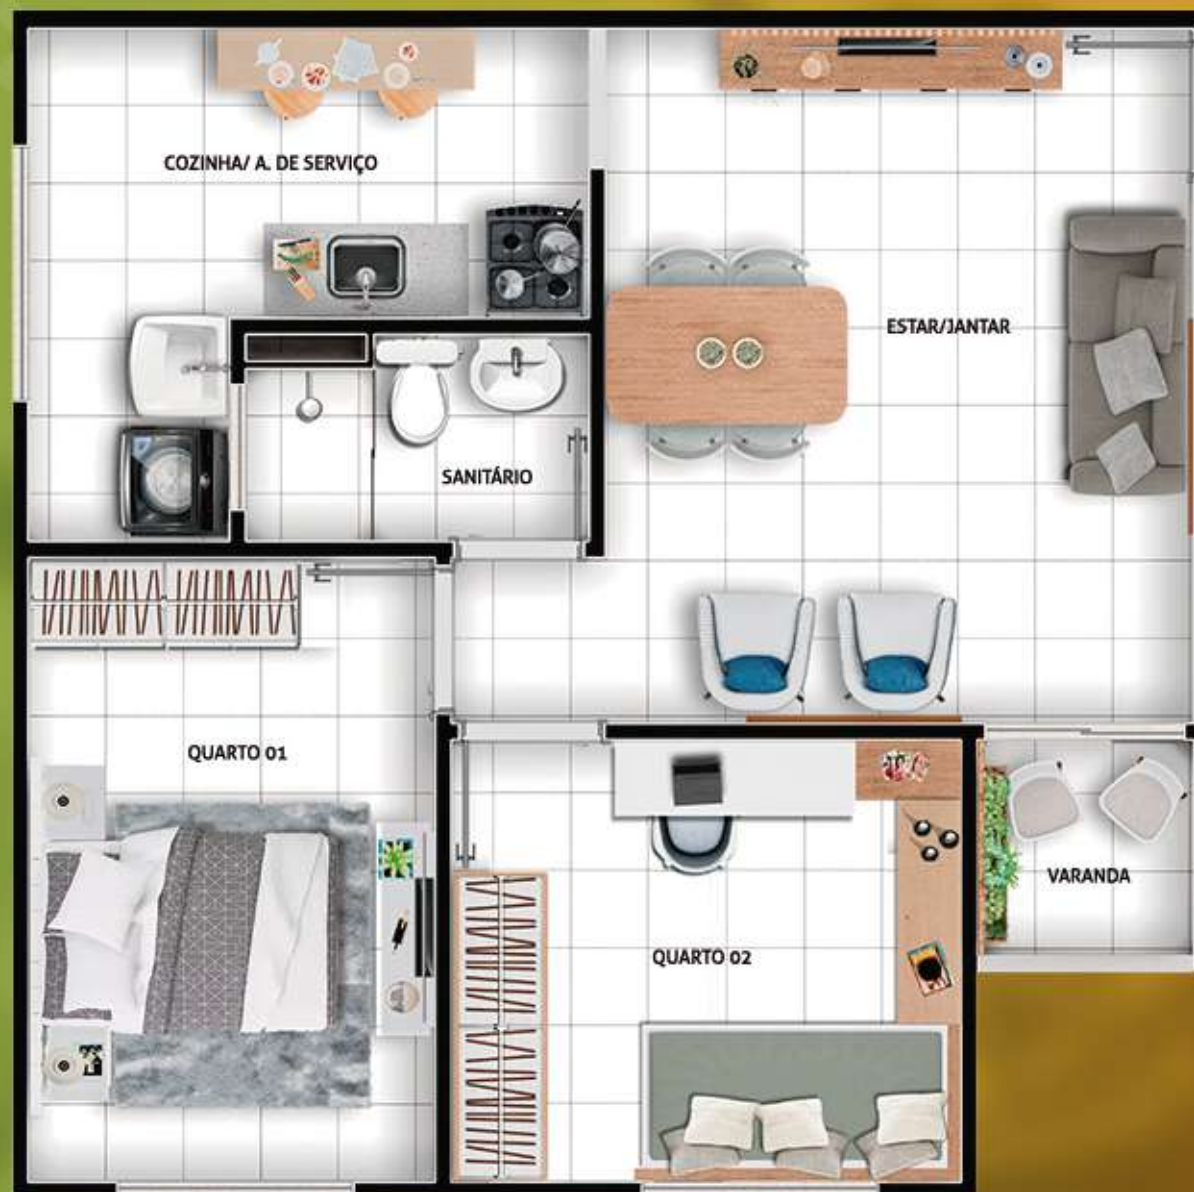 COZINHA/ A. DE SERVIÇO
ESTAR/JANTAR
SANITÁRIO
QUARTO 01
VARANDA
QUARTO 02